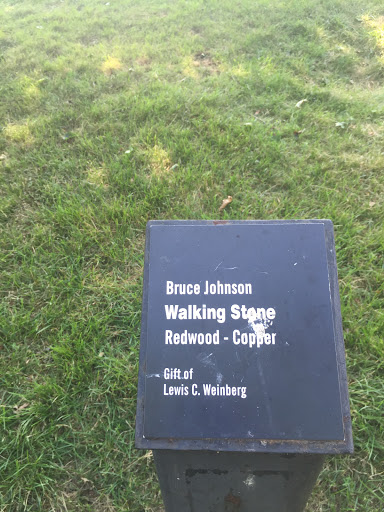 Bruce Johnson
Walking Stone
Redwood - Copper
Gift of
Lewis C. Weinberg